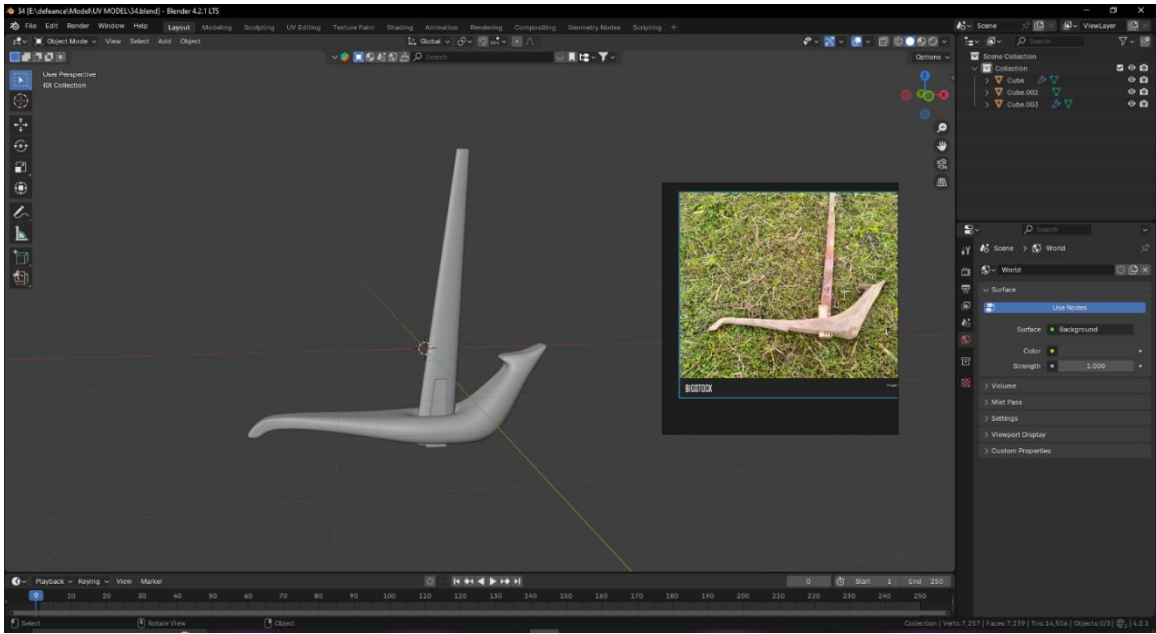 34 [E:\defeance\Model\UV MODEL\34.blend] - Blender 4.2.1 LTS
File Edit Render Window Help Layout Modeling Sculpting UV Editing Texture Paint Shading Animation Rendering Compositing Geometry Nodes Scripting + Scene ViewLayer
Object Mode View Select Add Object Global Search
Search Options
User Perspective
(0) Collection
Scene Collection
Collection
Cube
Cube.002
Cube.003
Z
Y
X
Search
Scene > World
World
Surface
Use Nodes
Surface Background
Color
Strength 1.000
Volume
Mist Pass
Settings
Viewport Display
Custom Properties
BIGSTOCK
Playback Keying View Marker 0 Start 1 End 250
0 10 20 30 40 50 60 70 80 90 100 110 120 130 140 150 160 170 180 190 200 210 220 230 240 250
Select Rotate View Object Collection | Verts:7,257 | Faces:7,239 | Tris:14,506 | Objects:0/3 | 4.2.1